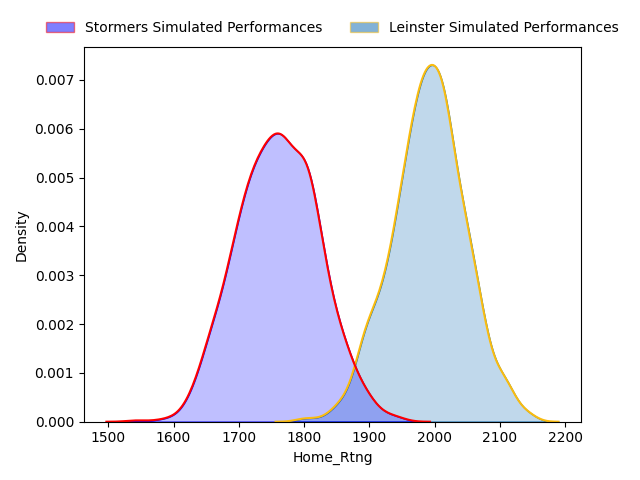 Stormers Simulated Performances Leinster Simulated Performances
0.007
0.006
0.005
0.004
0.003
0.002
0.001
0.000
Density
1500 1600 1700 1800 1900 2000 2100 2200
Home_Rtng